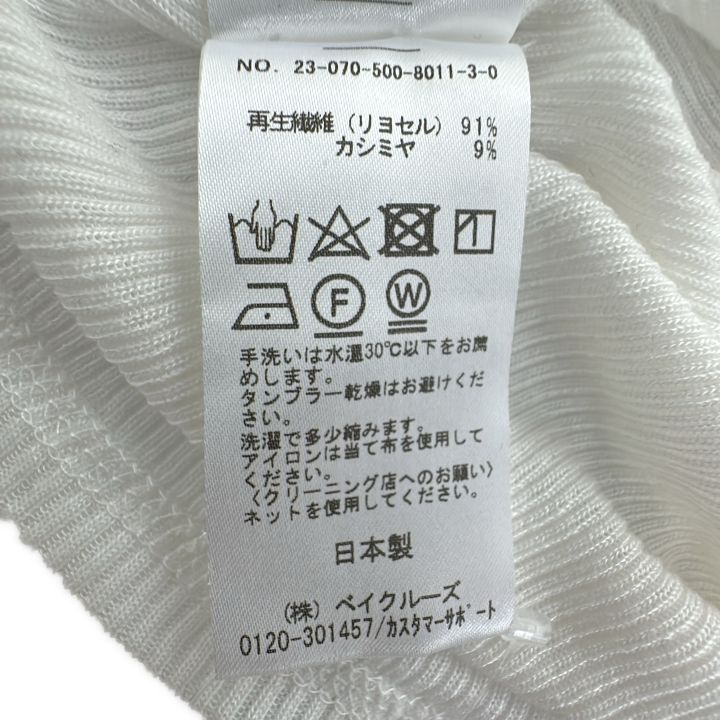 NO. 23-070-500-8011-3-0
再生繊維 (リヨセル) 91%
カシミヤ 9%
F
W
手洗いは水温30℃以下をお薦
めします。
タンブラー乾燥はお避けくだ
さい。
洗濯で多少縮みます。
アイロンは当て布を使用して
ください。
〈クリーニング店へのお願い〉
ネットを使用してください。
日本製
(株) ベイクルーズ
0120-301457/カスタマーサポート